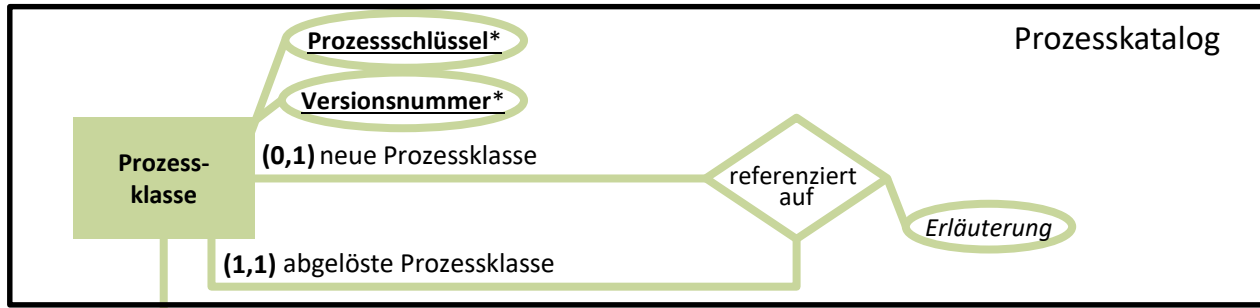 Prozesskatalog
Prozessschlüssel*
Versionsnummer*
Prozess-
klasse
(0,1) neue Prozessklasse
referenziert
auf
Erläuterung
(1,1) abgelöste Prozessklasse